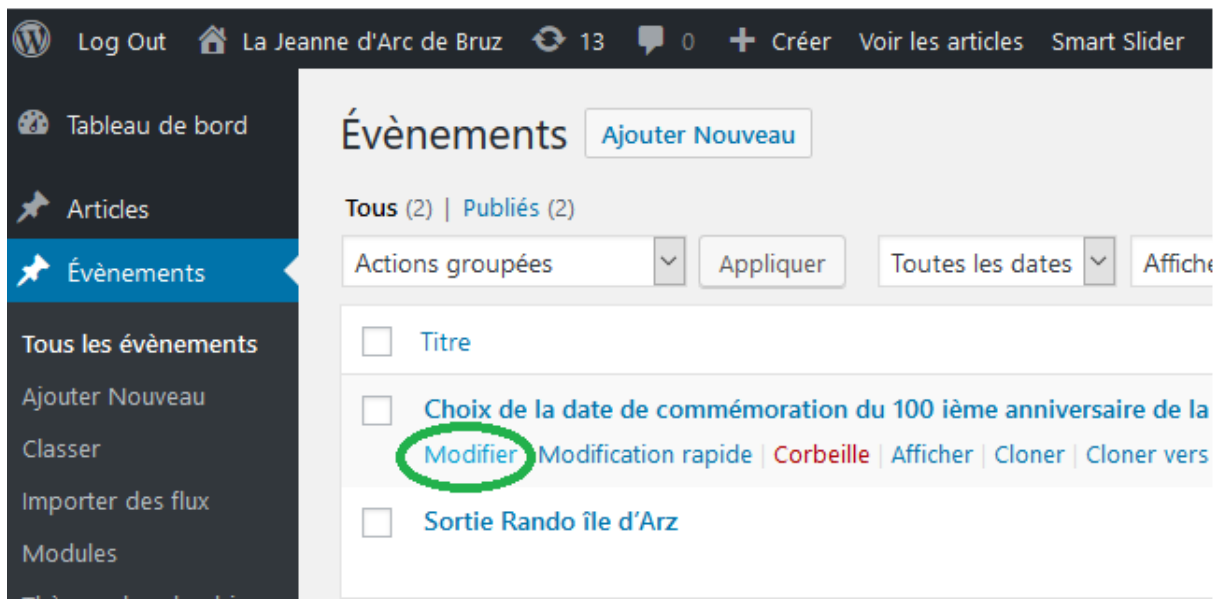 Log Out La Jeanne d'Arc de Bruz 13 0 Créer Voir les articles Smart Slider
Tableau de bord
Articles
Évènements
Tous les évènements
Ajouter Nouveau
Classer
Importer des flux
Modules
Évènements Ajouter Nouveau
Tous (2) | Publiés (2)
Actions groupées Appliquer Toutes les dates
Titre
Choix de la date de commémoration du 100 ième anniversaire de la
Modifier Modification rapide | Corbeille | Afficher | Cloner | Cloner vers
Sortie Rando île d’Arz